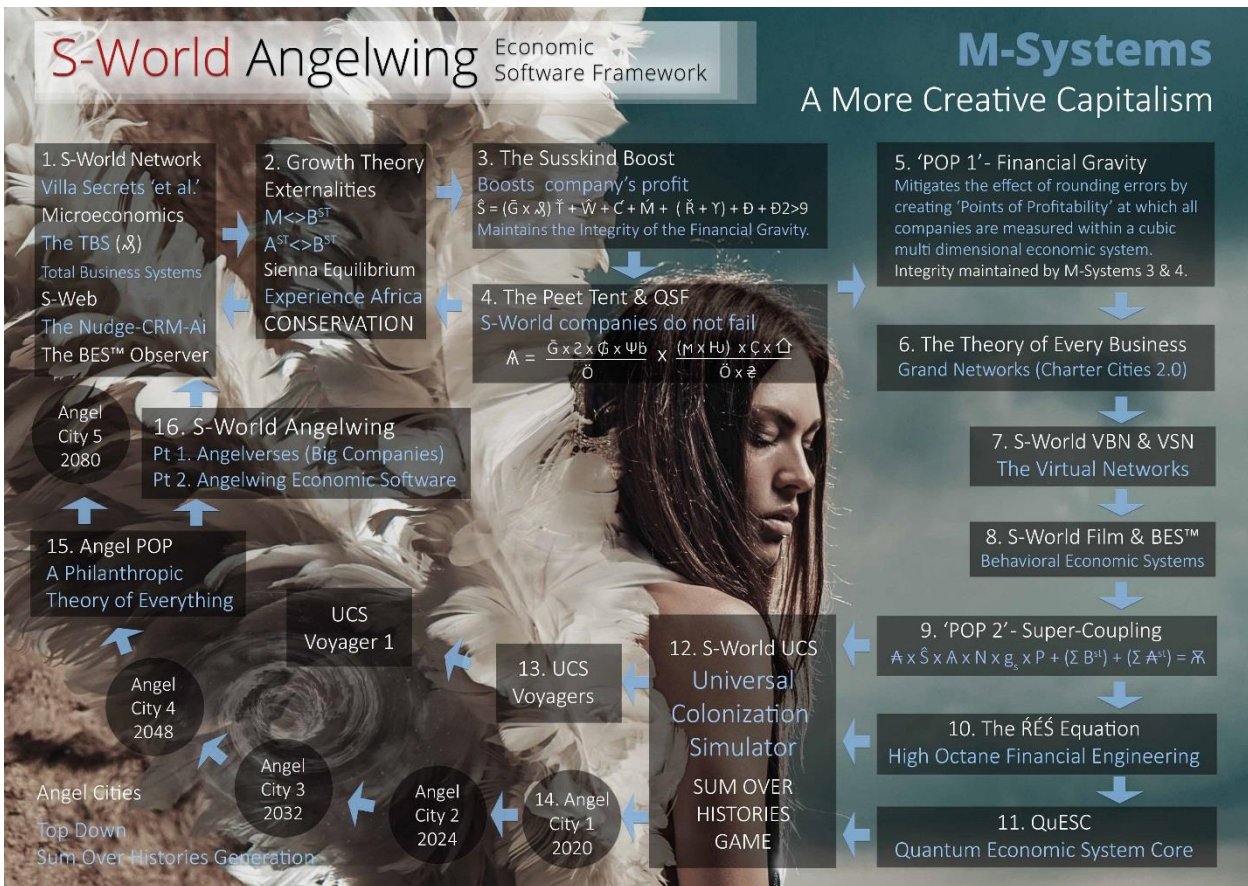 S-World Angelwing Economic
Software Framework
M-Systems
A More Creative Capitalism
1. S-World Network
Villa Secrets 'et al.'
Microeconomics
The TBS (𝓡)
Total Business Systems
S-Web
The Nudge-CRM-Ai
The BES™ Observer
2. Growth Theory
Externalities
M<>Bᔆᵀ
Aᔆᵀ<>Bᔆᵀ
Sienna Equilibrium
Experience Africa
CONSERVATION
3. The Susskind Boost
Boosts company's profit
Maintains the Integrity of the Financial Gravity.
4. The Peet Tent & QSF
S-World companies do not fail
5. 'POP 1'- Financial Gravity
Mitigates the effect of rounding errors by
creating 'Points of Profitability' at which all
companies are measured within a cubic
multi dimensional economic system.
Integrity maintained by M-Systems 3 & 4.
6. The Theory of Every Business
Grand Networks (Charter Cities 2.0)
7. S-World VBN & VSN
The Virtual Networks
8. S-World Film & BES™
Behavioral Economic Systems
9. 'POP 2'- Super-Coupling
10. The ŔÉŚ Equation
High Octane Financial Engineering
11. QuESC
Quantum Economic System Core
12. S-World UCS
Universal
Colonization
Simulator
SUM OVER
HISTORIES
GAME
13. UCS
Voyagers
UCS
Voyager 1
14. Angel
City 1
2020
Angel
City 2
2024
Angel
City 3
2032
Angel
City 4
2048
Angel Cities
Top Down
Sum Over Histories Generation
15. Angel POP
A Philanthropic
Theory of Everything
Angel
City 5
2080
16. S-World Angelwing
Pt 1. Angelverses (Big Companies)
Pt 2. Angelwing Economic Software